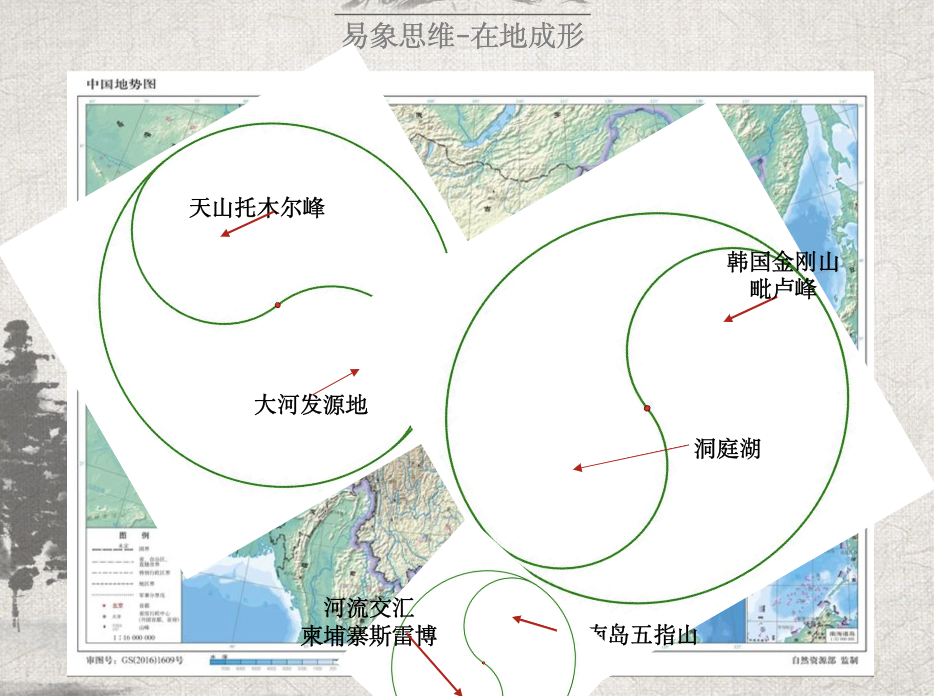 易象思维-在地成形
中国地势图
天山托木尔峰
韩国金刚山
毗卢峰
大河发源地
洞庭湖
图 例
1∶16 000 000
河流交汇
柬埔寨斯雷博
南岛五指山
南海诸岛
审图号：GS(2016)1609号
自然资源部 监制